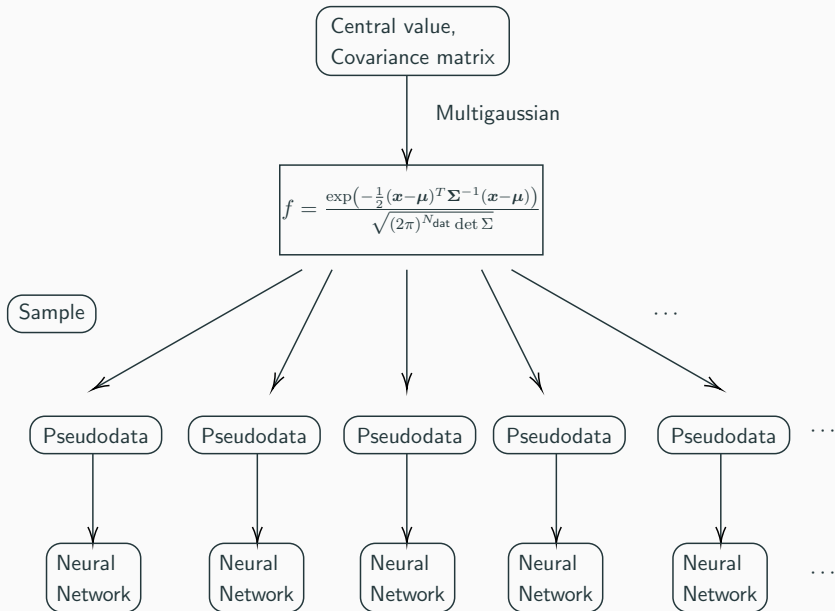 Central value,
Covariance matrix
Multigaussian
f = exp(−½(x−μ)ᵀ Σ⁻¹(x−μ)) / √((2π)^{N_dat} det Σ)
Sample
...
Pseudodata Pseudodata Pseudodata Pseudodata Pseudodata ...
Neural Neural Neural Neural Neural
Network Network Network Network Network
...